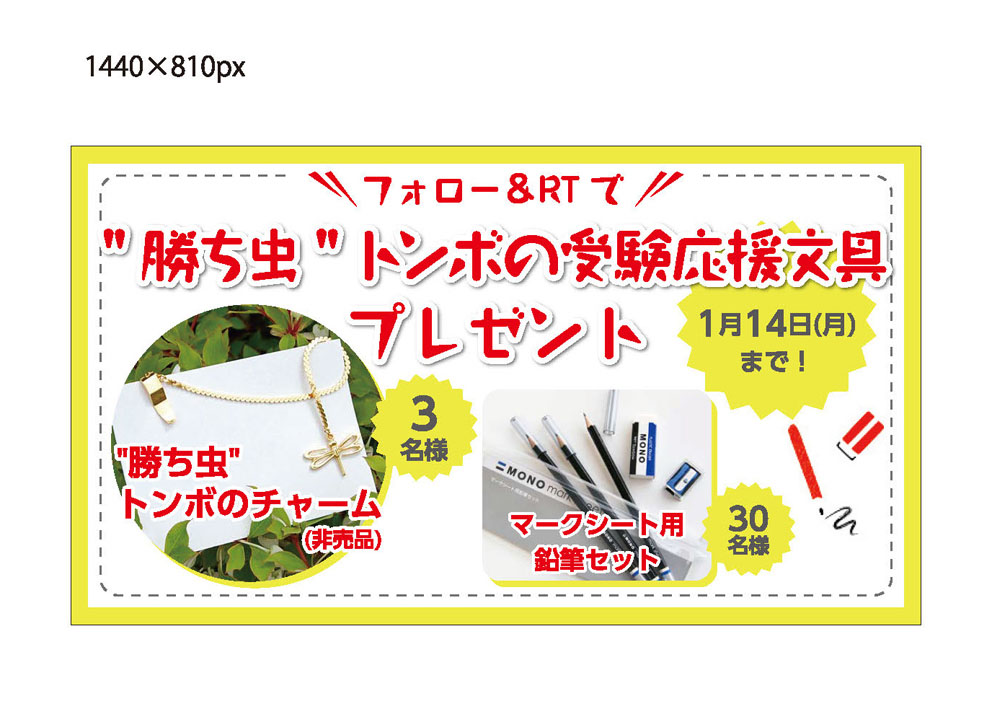 1440×810px
フォロー&RTで
"勝ち虫"トンボの受験応援文具
プレゼント
1月14日(月)
まで！
3
名様
"勝ち虫"
トンボのチャーム
(非売品)
MONO
MONO
マークシート用
鉛筆セット
30
名様